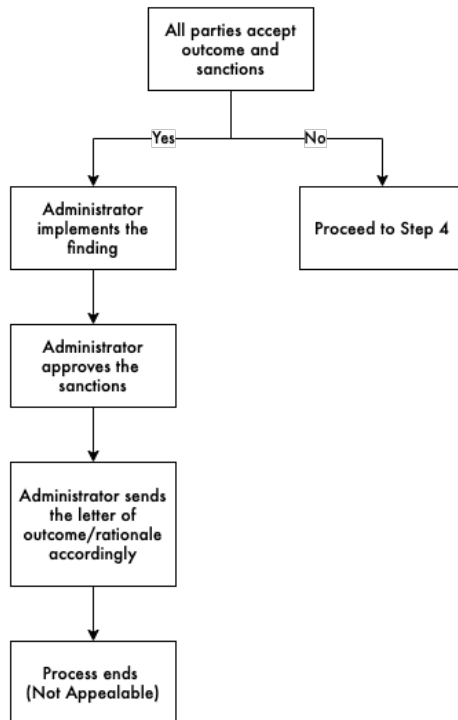 All parties accept
outcome and
sanctions
Yes
No
Administrator
implements the
finding
Proceed to Step 4
Administrator
approves the
sanctions
Administrator sends
the letter of
outcome/rationale
accordingly
Process ends
(Not Appealable)